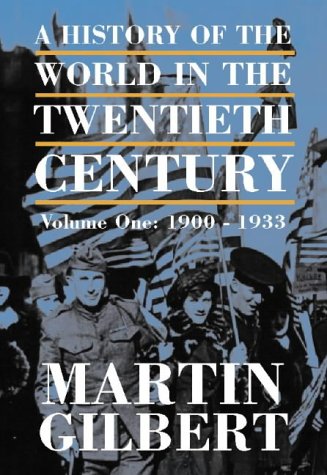 A HISTORY OF THE
WORLD IN THE
TWENTIETH
CENTURY
Volume One: 1900 - 1933
MARTIN
GILBERT